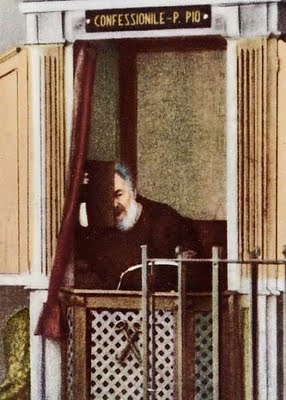 CONFESSIONILE - P. PIO